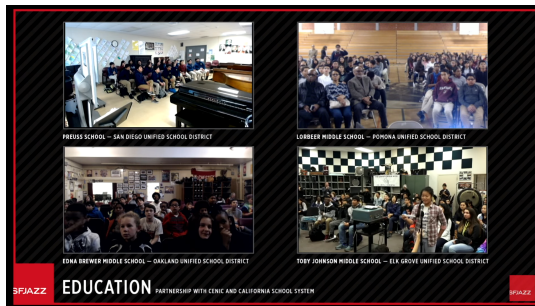 PREUSS SCHOOL — SAN DIEGO UNIFIED SCHOOL DISTRICT
LORBEER MIDDLE SCHOOL — POMONA UNIFIED SCHOOL DISTRICT
EDNA BREWER MIDDLE SCHOOL — OAKLAND UNIFIED SCHOOL DISTRICT
TOBY JOHNSON MIDDLE SCHOOL — ELK GROVE UNIFIED SCHOOL DISTRICT
SFJAZZ
EDUCATION PARTNERSHIP WITH CENIC AND CALIFORNIA SCHOOL SYSTEM
SFJAZZ